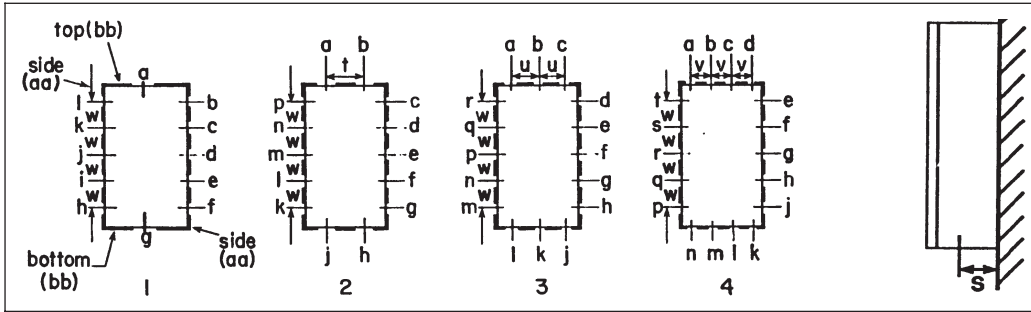 top(bb)
side
(aa)
a
l b
w
k c
w
j d
w
i e
w
h f
g
bottom
(bb)
side
(aa)
1
a b
t
p c
w
n d
w
m e
w
l f
w
k g
j h
2
a b c
u u
r d
w
q e
w
p f
w
n g
w
m h
l k j
3
a b c d
v v v
t e
w
s f
w
r g
w
q h
w
p j
n m l k
4
S